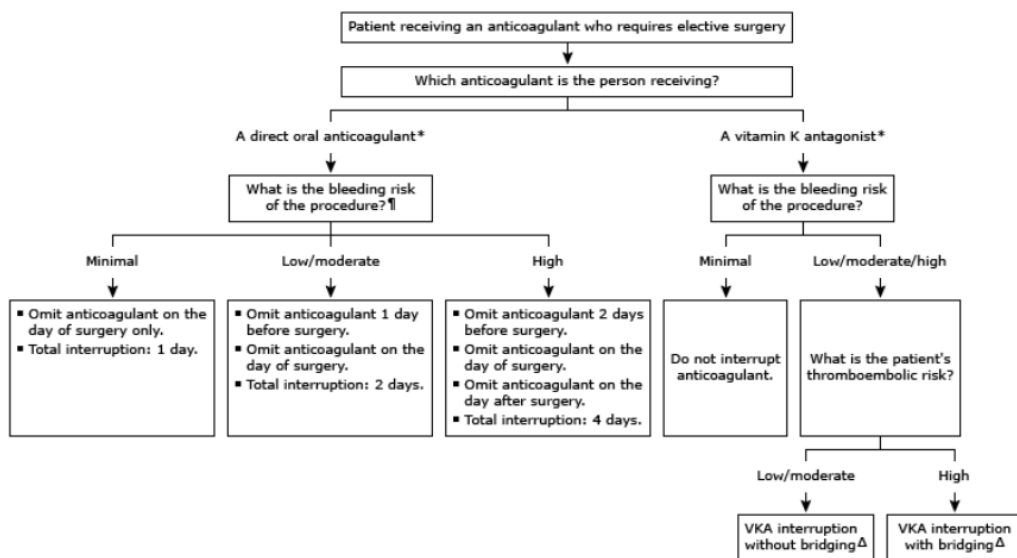 Patient receiving an anticoagulant who requires elective surgery
Which anticoagulant is the person receiving?
A direct oral anticoagulant*
A vitamin K antagonist*
What is the bleeding risk
of the procedure?¶
What is the bleeding risk
of the procedure?
Minimal
Low/moderate
High
Minimal
Low/moderate/high
▪ Omit anticoagulant on the
day of surgery only.
▪ Total interruption: 1 day.
▪ Omit anticoagulant 1 day
before surgery.
▪ Omit anticoagulant on the
day of surgery.
▪ Total interruption: 2 days.
▪ Omit anticoagulant 2 days
before surgery.
▪ Omit anticoagulant on the
day of surgery.
▪ Omit anticoagulant on the
day after surgery.
▪ Total interruption: 4 days.
Do not interrupt
anticoagulant.
What is the patient's
thromboembolic risk?
Low/moderate
High
VKA interruption
without bridgingΔ
VKA interruption
with bridgingΔ